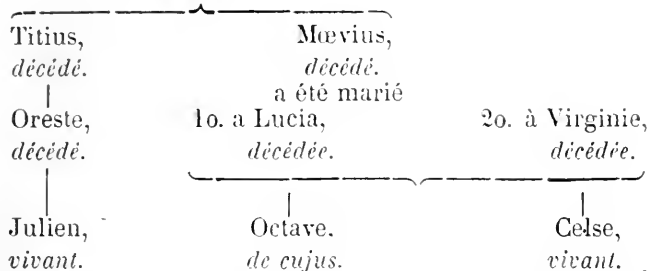 Titius, Mœvius,
décédé. décédé.
a été marié
Oreste, 1o. a Lucia, 2o. à Virginie,
décédé. décédée. décédée.
Julien, Octave. Celse,
vivant. de cujus. vivant.